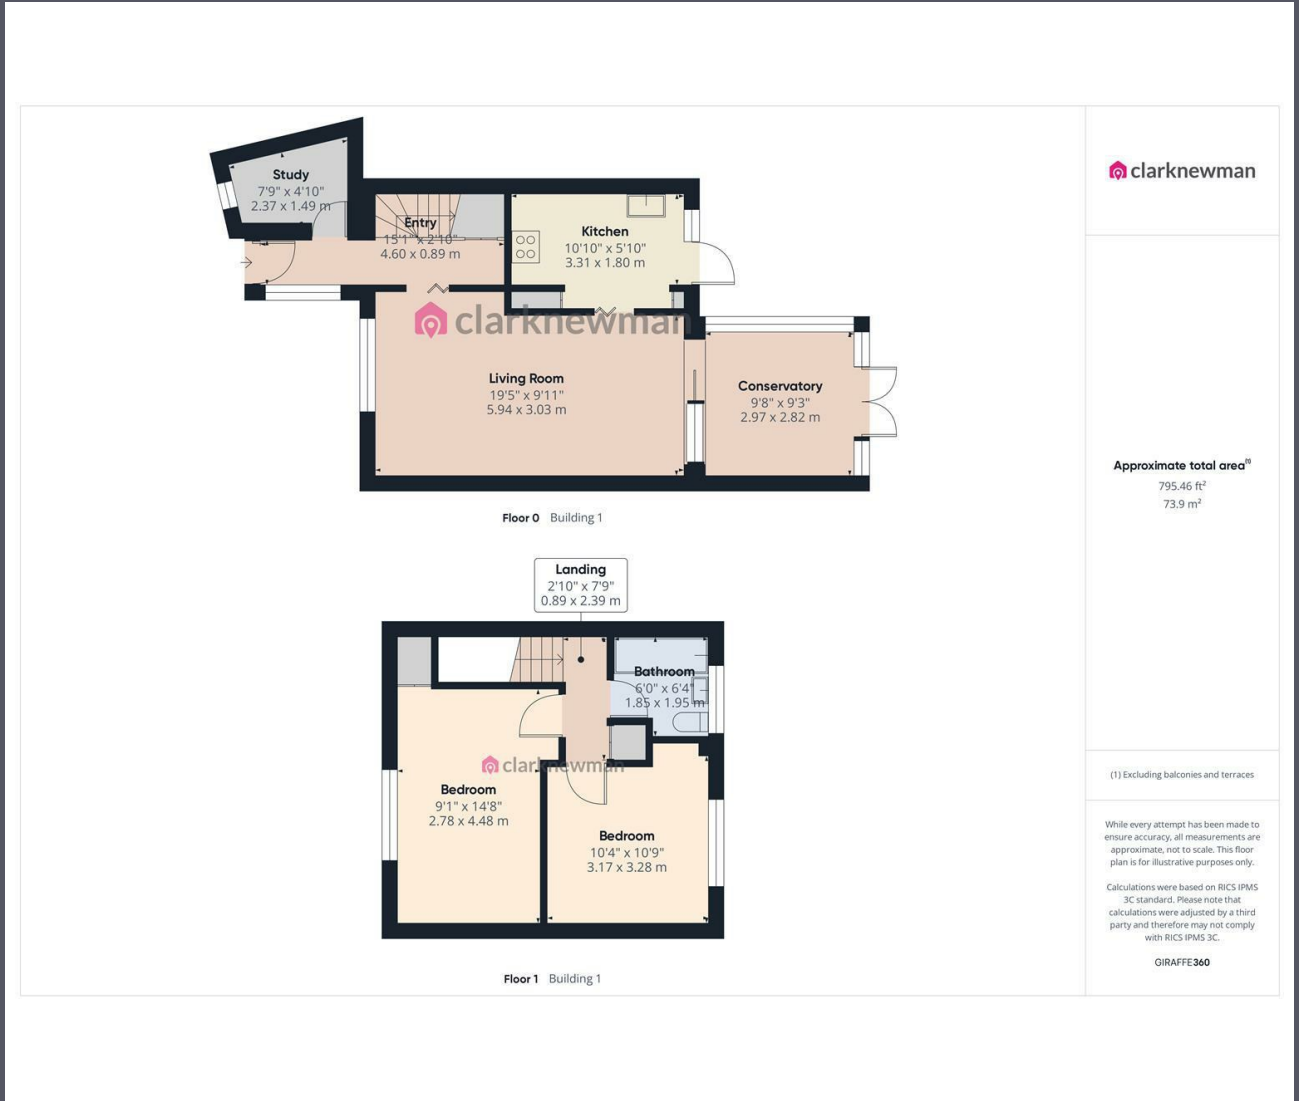 Study
7'9" x 4'10"
2.37 x 1.49 m
Entry
15'1" x 2'10"
4.60 x 0.89 m
Kitchen
10'10" x 5'10"
3.31 x 1.80 m
clarknewman
Living Room
19'5" x 9'11"
5.94 x 3.03 m
Conservatory
9'8" x 9'3"
2.97 x 2.82 m
Floor 0 Building 1
Landing
2'10" x 7'9"
0.89 x 2.39 m
Bathroom
6'0" x 6'4"
1.85 x 1.95 m
clarknewman
Bedroom
9'1" x 14'8"
2.78 x 4.48 m
Bedroom
10'4" x 10'9"
3.17 x 3.28 m
Floor 1 Building 1
clarknewman
Approximate total area(1)
795.46 ft²
73.9 m²
(1) Excluding balconies and terraces
While every attempt has been made to
ensure accuracy, all measurements are
approximate, not to scale. This floor
plan is for illustrative purposes only.
Calculations were based on RICS IPMS
3C standard. Please note that
calculations were adjusted by a third
party and therefore may not comply
with RICS IPMS 3C.
GIRAFFE360